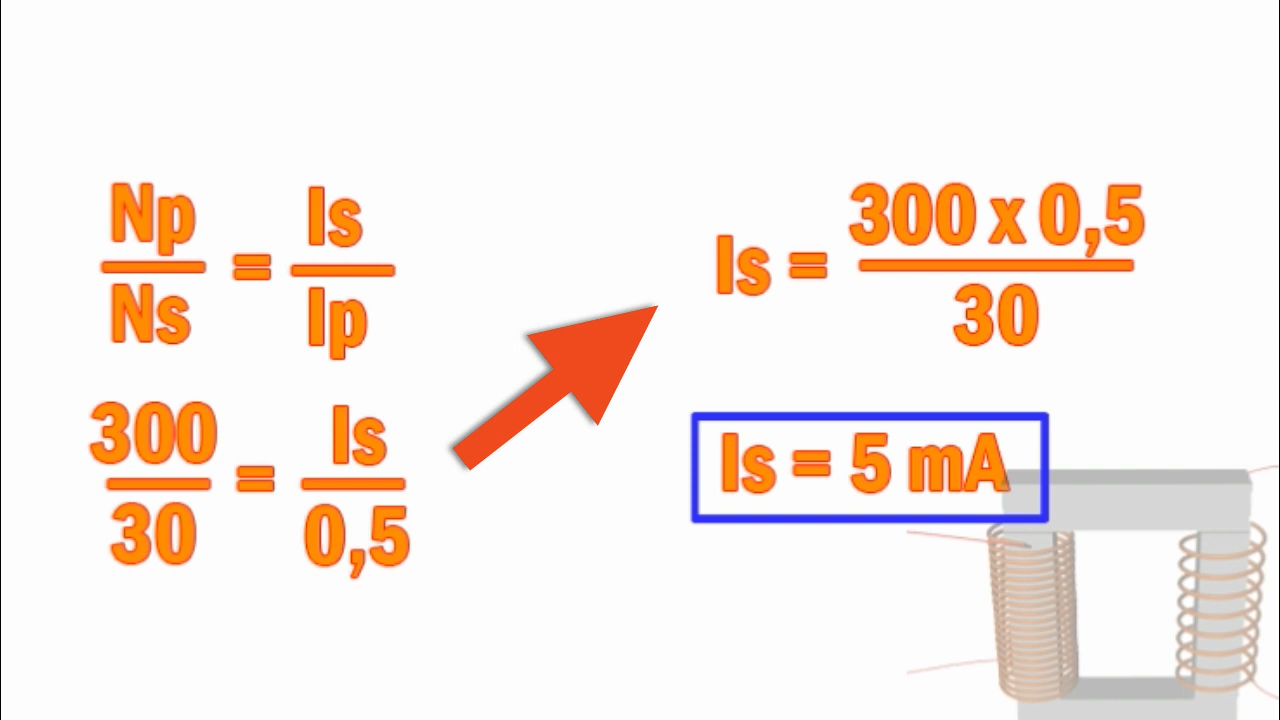 Np
Ns
=
Is
Ip
300
30
=
Is
0,5
Is =
300 x 0,5
30
Is = 5 mA